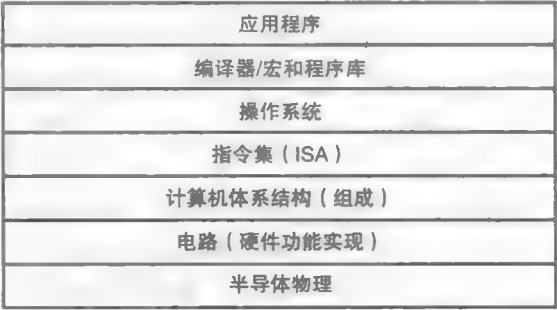 应用程序
编译器/宏和程序库
操作系统
指令集（ISA）
计算机体系结构（组成）
电路（硬件功能实现）
半导体物理